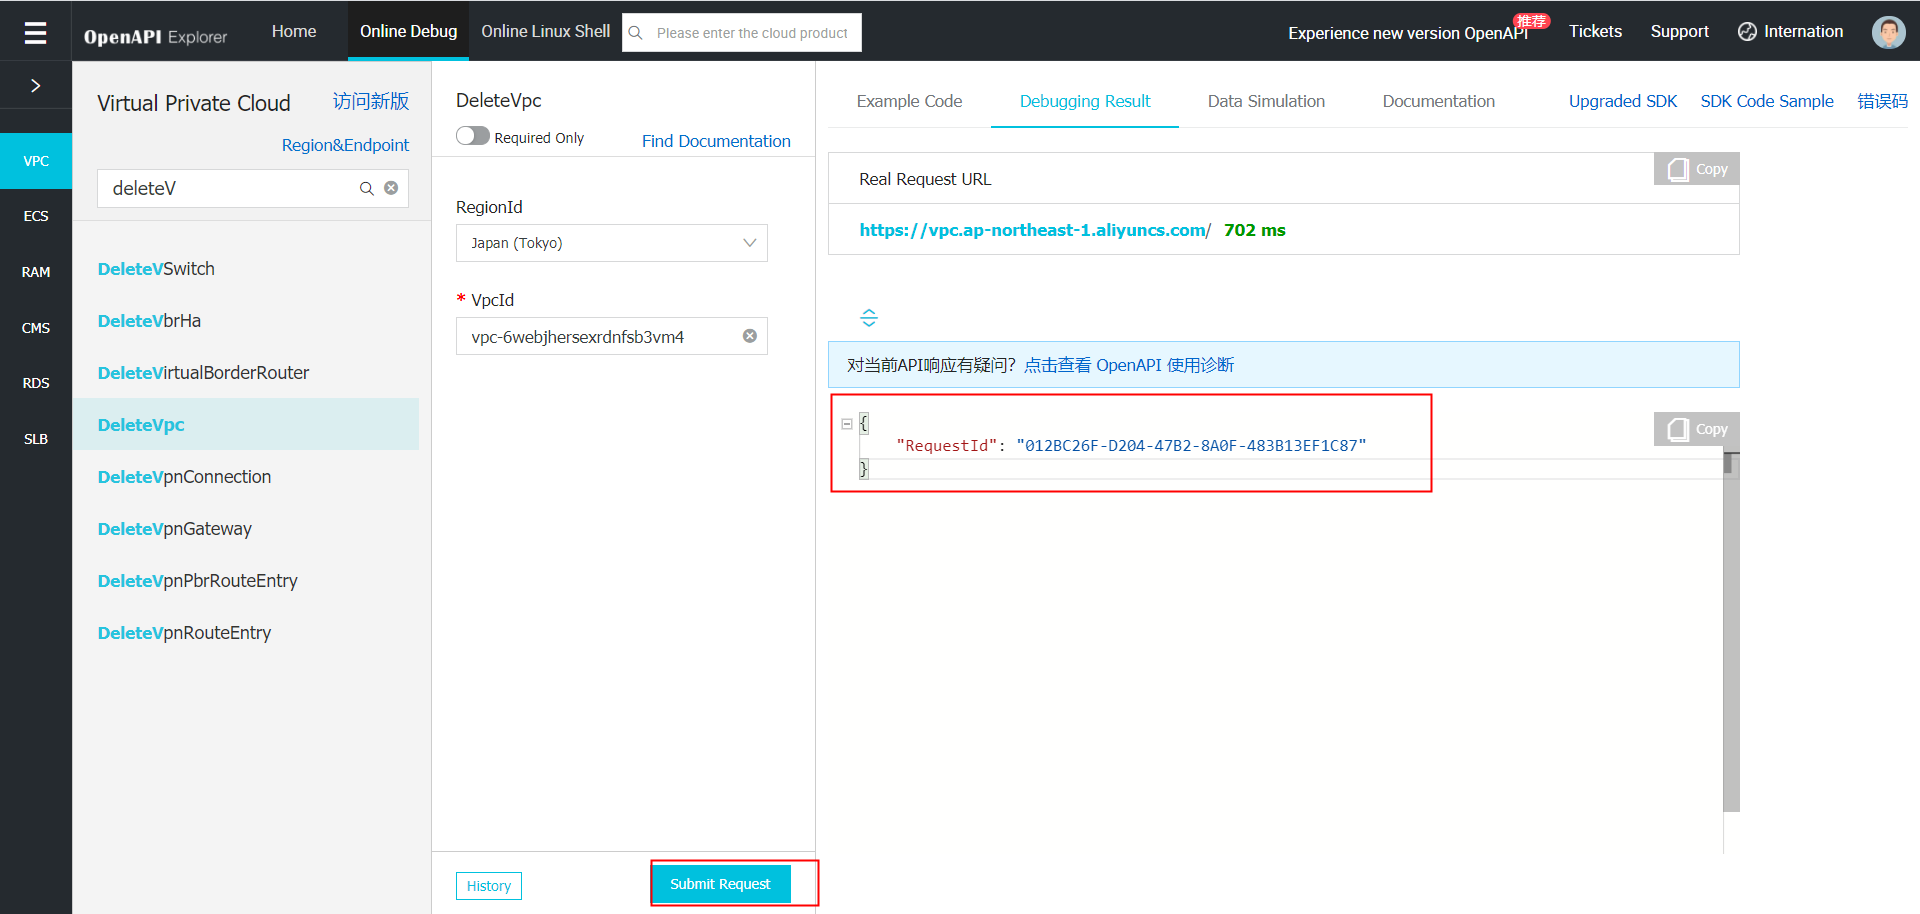 OpenAPI Explorer
Home
Online Debug
Online Linux Shell
Please enter the cloud product
Experience new version OpenAPI
推荐
Tickets
Support
Internation
VPC
ECS
RAM
CMS
RDS
SLB
Virtual Private Cloud
访问新版
Region&Endpoint
deleteV
DeleteVSwitch
DeleteVbrHa
DeleteVirtualBorderRouter
DeleteVpc
DeleteVpnConnection
DeleteVpnGateway
DeleteVpnPbrRouteEntry
DeleteVpnRouteEntry
DeleteVpc
Required Only
Find Documentation
RegionId
Japan (Tokyo)
* VpcId
vpc-6webjhersexrdnfsb3vm4
History
Submit Request
Example Code
Debugging Result
Data Simulation
Documentation
Upgraded SDK
SDK Code Sample
错误码
Real Request URL
Copy
https://vpc.ap-northeast-1.aliyuncs.com/ 702 ms
对当前API响应有疑问? 点击查看 OpenAPI 使用诊断
{
"RequestId": "012BC26F-D204-47B2-8A0F-483B13EF1C87"
}
Copy